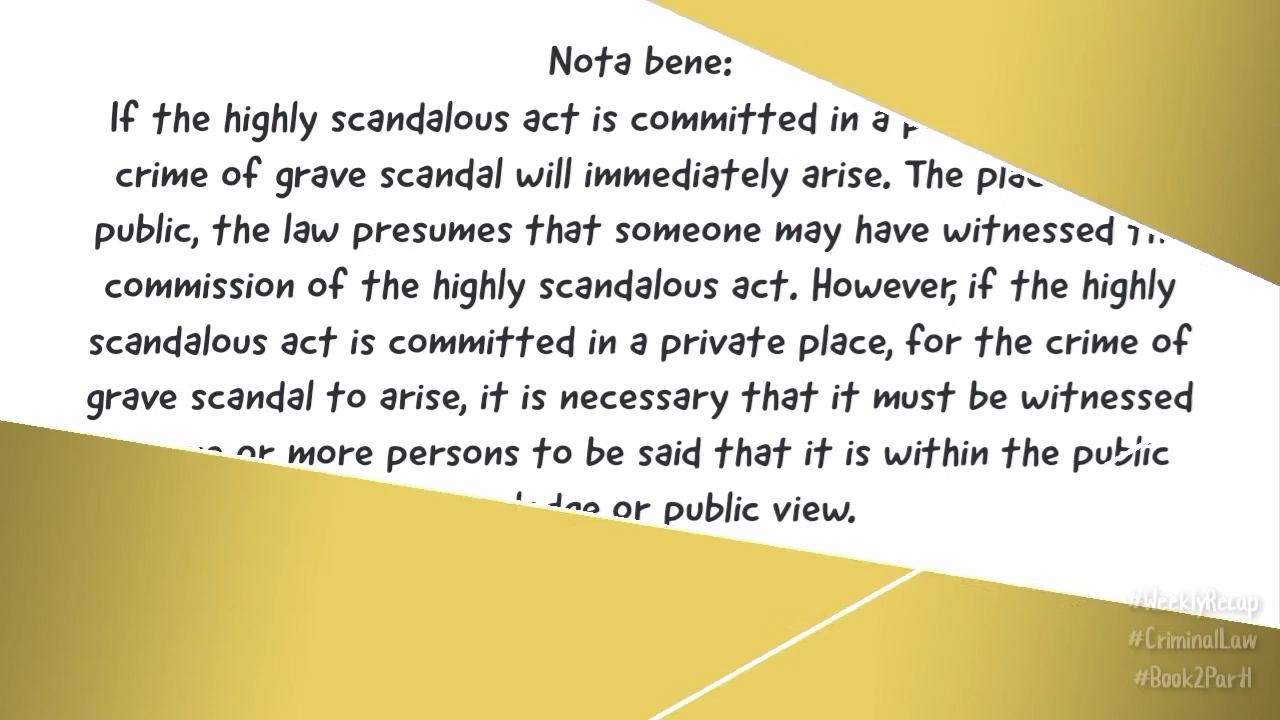 Nota bene:
If the highly scandalous act is committed in a
crime of grave scandal will immediately arise. The
public, the law presumes that someone may have witnessed
commission of the highly scandalous act. However, if the highly
scandalous act is committed in a private place, for the crime of
grave scandal to arise, it is necessary that it must be witnessed
or more persons to be said that it is within the public
or public view.
#WeeklyRecap
#CriminalLaw
#Book2PartI